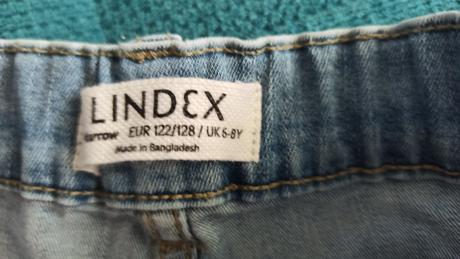 LINDEX
narrow EUR 122/128 / UK 6-8Y
Made in Bangladesh